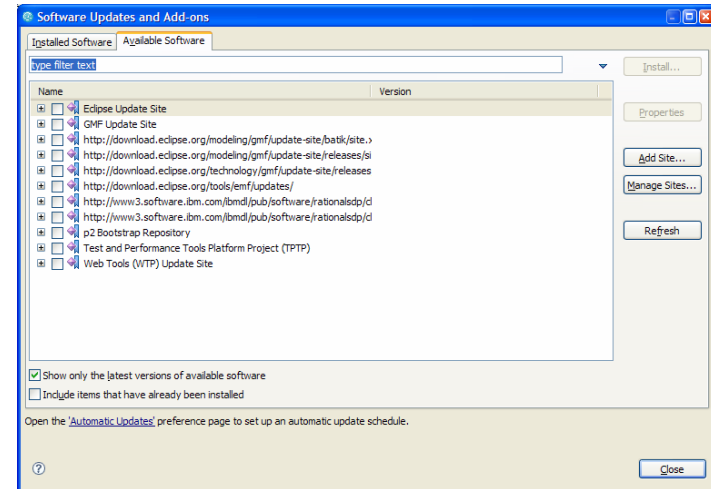 Software Updates and Add-ons
Installed Software Available Software
type filter text
Install...
Name Version
Properties
Eclipse Update Site
GMF Update Site
http://download.eclipse.org/modeling/gmf/update-site/batik/site.x
http://download.eclipse.org/modeling/gmf/update-site/releases/si
http://download.eclipse.org/technology/gmf/update-site/releases
http://download.eclipse.org/tools/emf/updates/
http://www3.software.ibm.com/ibmdl/pub/software/rationalsdp/cl
http://www3.software.ibm.com/ibmdl/pub/software/rationalsdp/cl
p2 Bootstrap Repository
Test and Performance Tools Platform Project (TPTP)
Web Tools (WTP) Update Site
Add Site...
Manage Sites...
Refresh
Show only the latest versions of available software
Include items that have already been installed
Open the 'Automatic Updates' preference page to set up an automatic update schedule.
?
Close